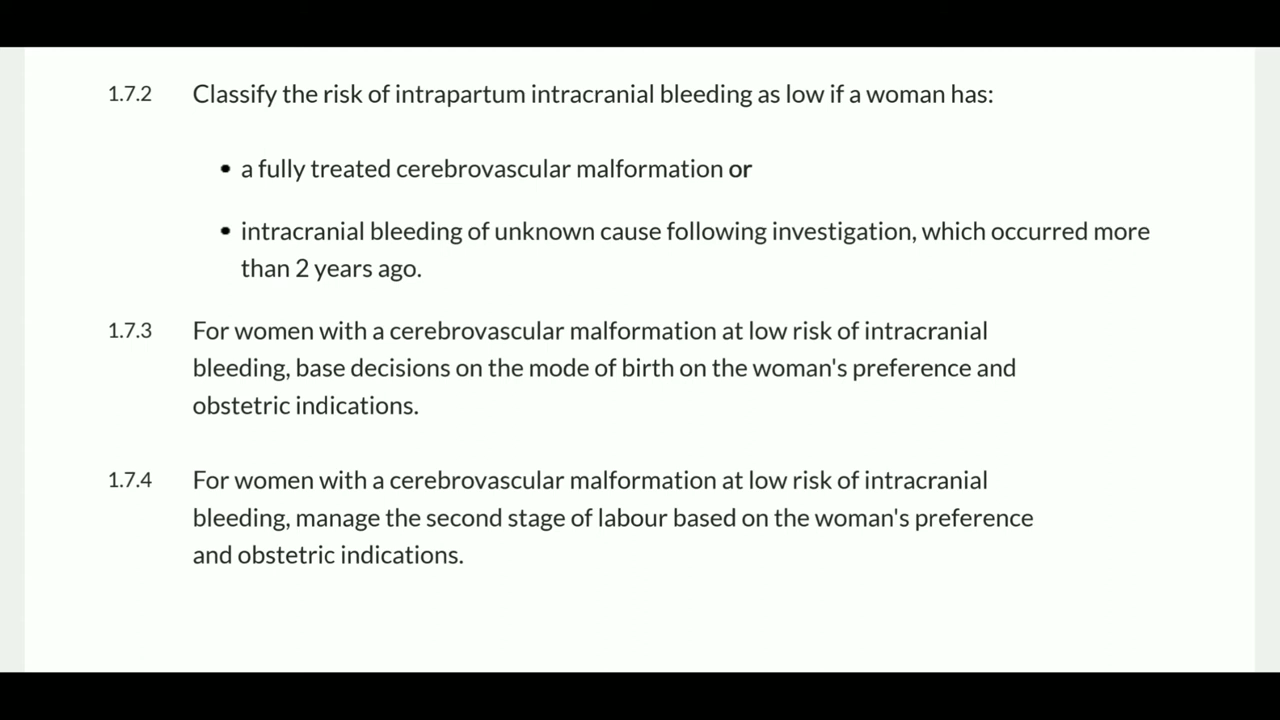 1.7.2 Classify the risk of intrapartum intracranial bleeding as low if a woman has:
• a fully treated cerebrovascular malformation or
• intracranial bleeding of unknown cause following investigation, which occurred more
than 2 years ago.
1.7.3 For women with a cerebrovascular malformation at low risk of intracranial
bleeding, base decisions on the mode of birth on the woman's preference and
obstetric indications.
1.7.4 For women with a cerebrovascular malformation at low risk of intracranial
bleeding, manage the second stage of labour based on the woman's preference
and obstetric indications.